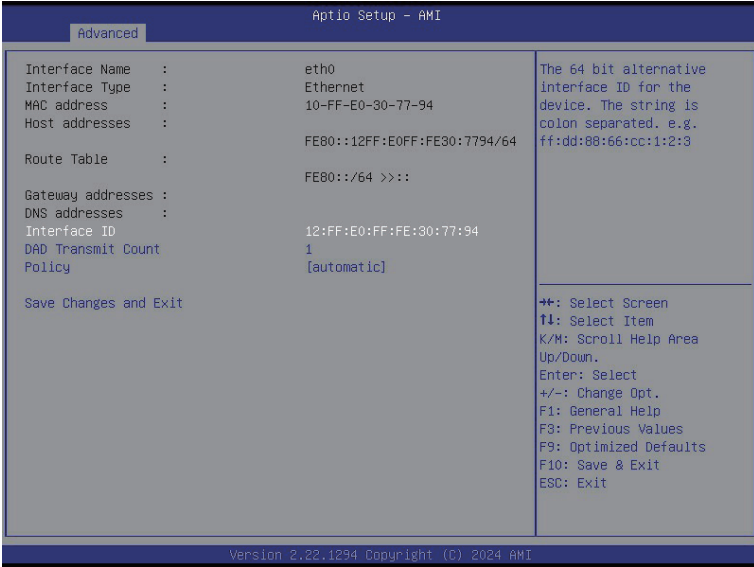 Aptio Setup – AMI
Advanced
Interface Name : eth0
Interface Type : Ethernet
MAC address : 10-FF-E0-30-77-94
Host addresses :
FE80::12FF:E0FF:FE30:7794/64
Route Table :
FE80::/64 >>::
Gateway addresses :
DNS addresses :
Interface ID 12:FF:E0:FF:FE:30:77:94
DAD Transmit Count 1
Policy [automatic]
Save Changes and Exit
The 64 bit alternative
interface ID for the
device. The string is
colon separated. e.g.
ff:dd:88:66:cc:1:2:3
→←: Select Screen
↑↓: Select Item
K/M: Scroll Help Area
Up/Down.
Enter: Select
+/-: Change Opt.
F1: General Help
F3: Previous Values
F9: Optimized Defaults
F10: Save & Exit
ESC: Exit
Version 2.22.1294 Copyright (C) 2024 AMI